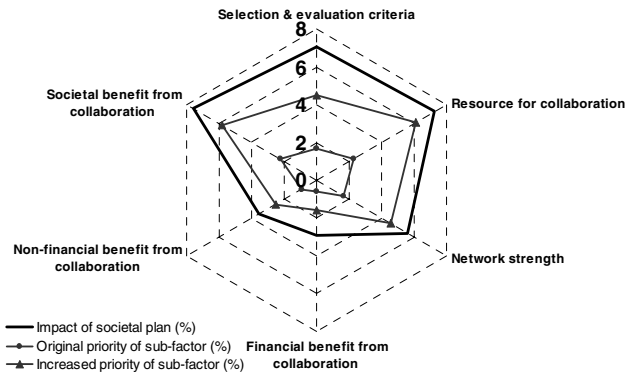 Selection & evaluation criteria
8
6
4
2
0
Societal benefit from
collaboration
Resource for collaboration
Non-financial benefit from
collaboration
Network strength
Financial benefit from
collaboration
Impact of societal plan (%)
Original priority of sub-factor (%)
Increased priority of sub-factor (%)